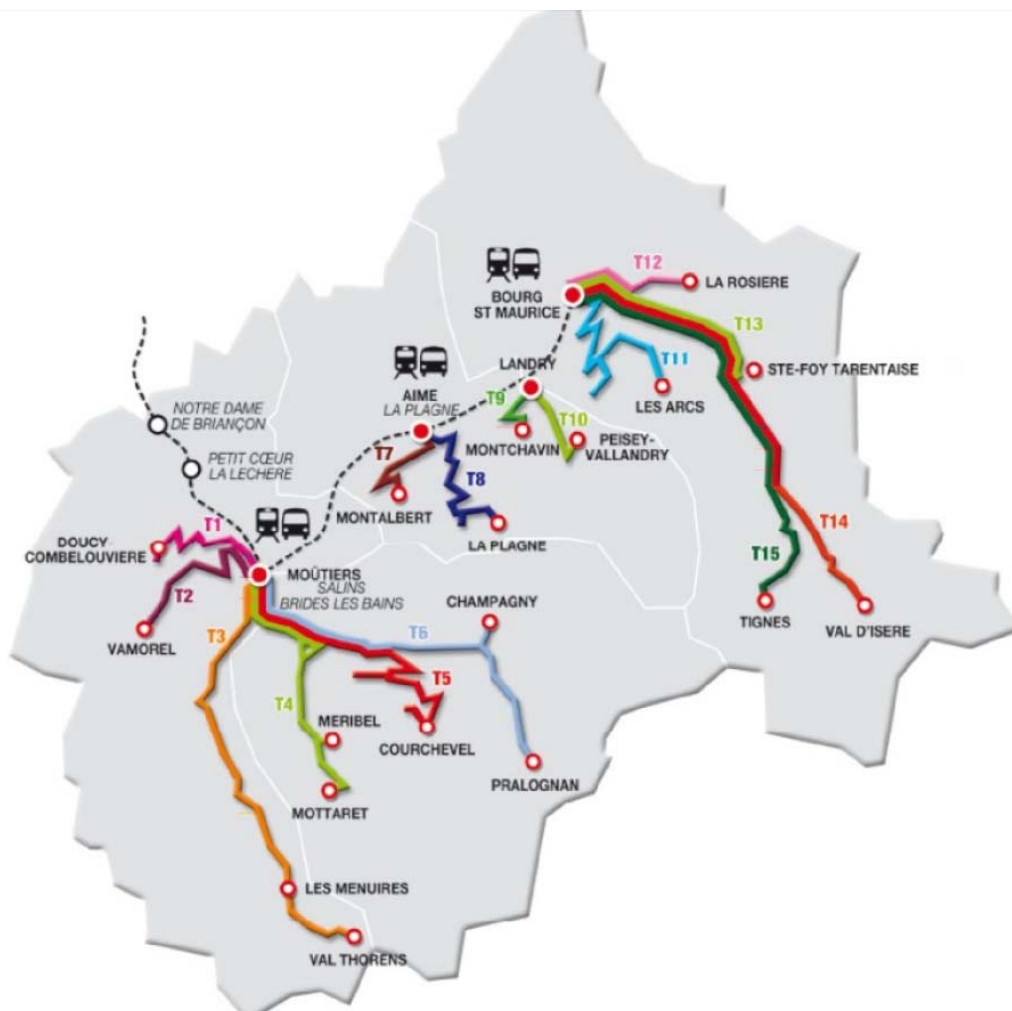 T12
LA ROSIERE
BOURG
ST MAURICE
T13
STE-FOY TARENTAISE
T11
LES ARCS
LANDRY
AIME
LA PLAGNE
T9
T10
MONTCHAVIN
PEISEY-
VALLANDRY
NOTRE DAME
DE BRIANÇON
PETIT CŒUR
LA LECHERE
T7
T8
MONTALBERT
LA PLAGNE
T14
T15
TIGNES
VAL D'ISERE
T1
DOUCY
COMBELOUVIERE
MOÛTIERS
SALINS
BRIDES LES BAINS
T2
VAMOREL
CHAMPAGNY
T3
T6
T4
T5
MERIBEL
COURCHEVEL
PRALOGNAN
MOTTARET
LES MENUIRES
VAL THORENS